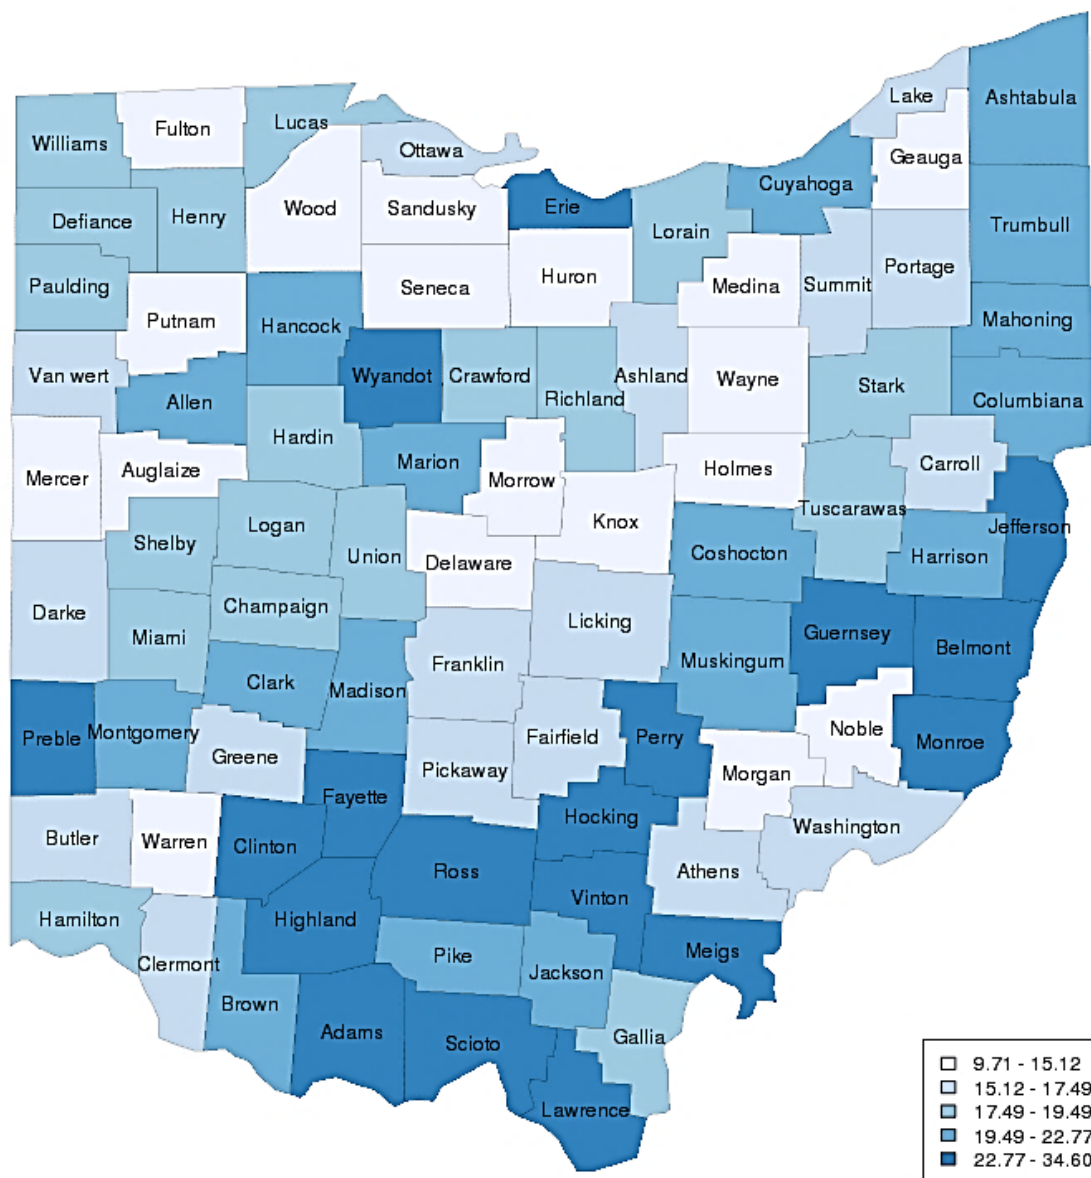 Ashtabula
Lake
Fulton
Lucas
Williams
Ottawa
Geauga
Cuyahoga
Wood
Sandusky
Erie
Henry
Defiance
Lorain
Trumbull
Portage
Huron
Summit
Medina
Seneca
Paulding
Putnam
Hancock
Mahoning
Van wert
Wyandot
Crawford
Ashland
Wayne
Stark
Richland
Allen
Columbiana
Hardin
Marion
Carroll
Holmes
Auglaize
Mercer
Morrow
Tuscarawas
Knox
Logan
Jefferson
Shelby
Union
Coshocton
Harrison
Delaware
Champaign
Darke
Licking
Miami
Guernsey
Belmont
Franklin
Muskingum
Clark
Madison
Noble
Preble
Montgomery
Fairfield
Perry
Monroe
Greene
Pickaway
Morgan
Fayette
Hocking
Washington
Butler
Warren
Clinton
Ross
Athens
Vinton
Hamilton
Highland
Meigs
Pike
Clermont
Jackson
Brown
Adams
Gallia
Scioto
Lawrence
9.71 - 15.12
15.12 - 17.49
17.49 - 19.49
19.49 - 22.77
22.77 - 34.60